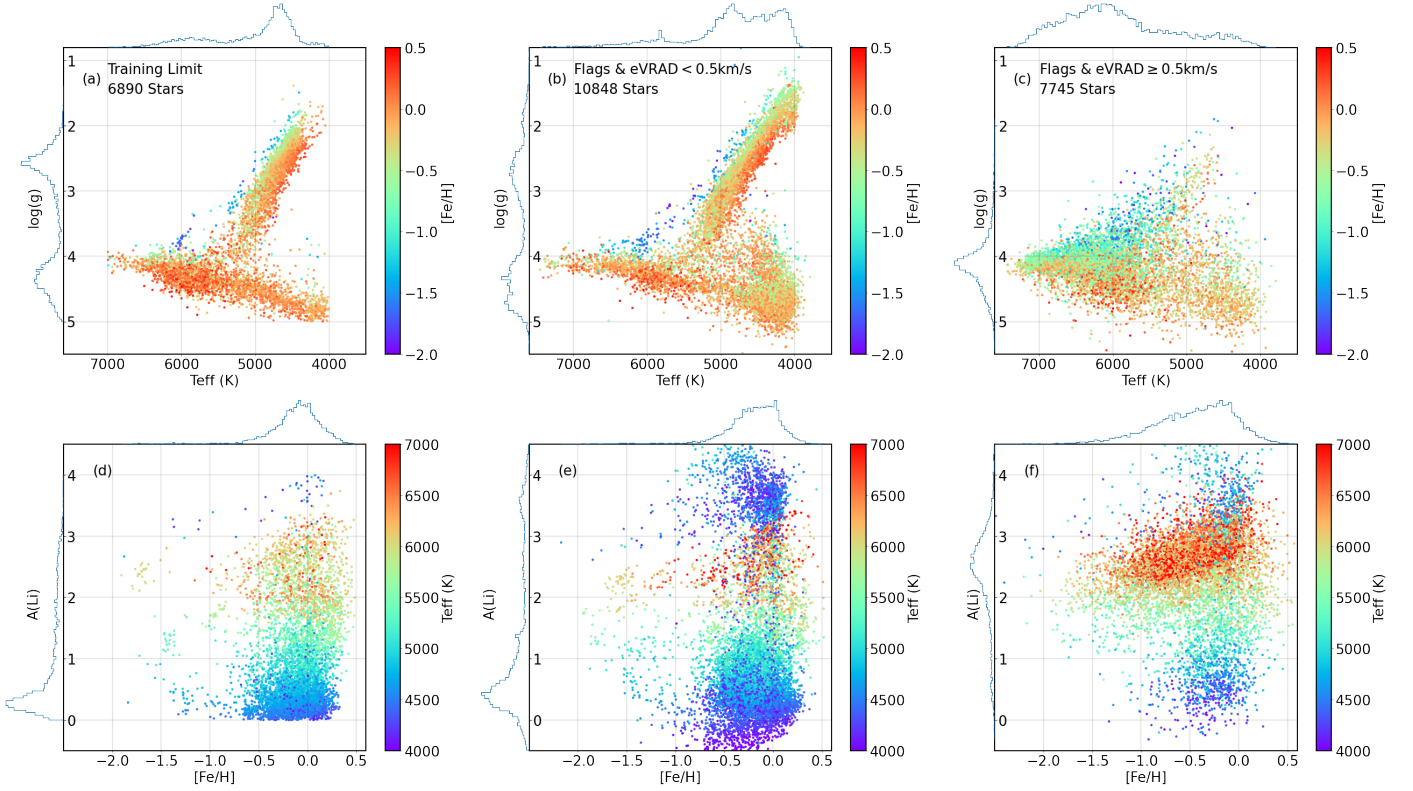 (a) Training Limit
6890 Stars
1
2
3
4
5
log(g)
7000 6000 5000 4000
Teff (K)
0.5
0.0
−0.5
−1.0
−1.5
−2.0
[Fe/H]
(b) Flags & eVRAD < 0.5km/s
10848 Stars
1
2
3
4
5
log(g)
7000 6000 5000 4000
Teff (K)
0.5
0.0
−0.5
−1.0
−1.5
−2.0
[Fe/H]
(c) Flags & eVRAD ≥ 0.5km/s
7745 Stars
1
2
3
4
5
log(g)
7000 6000 5000 4000
Teff (K)
0.5
0.0
−0.5
−1.0
−1.5
−2.0
[Fe/H]
(d)
4
3
2
1
0
A(Li)
−2.0 −1.5 −1.0 −0.5 0.0 0.5
[Fe/H]
7000
6500
6000
5500
5000
4500
4000
Teff (K)
(e)
4
3
2
1
0
A(Li)
−2.0 −1.5 −1.0 −0.5 0.0 0.5
[Fe/H]
7000
6500
6000
5500
5000
4500
4000
Teff (K)
(f)
4
3
2
1
0
A(Li)
−2.0 −1.5 −1.0 −0.5 0.0 0.5
[Fe/H]
7000
6500
6000
5500
5000
4500
4000
Teff (K)